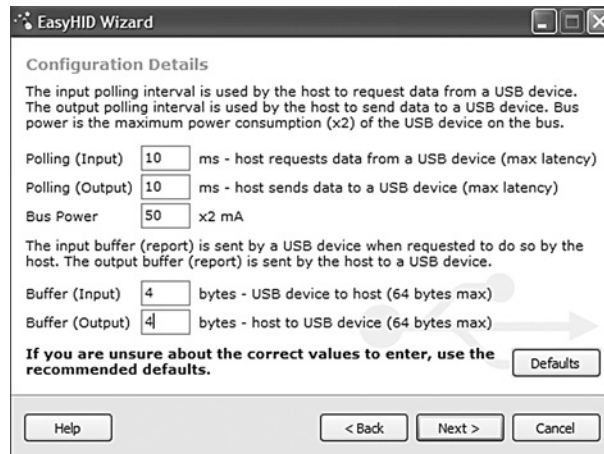 EasyHID Wizard
Configuration Details
The input polling interval is used by the host to request data from a USB device.
The output polling interval is used by the host to send data to a USB device. Bus
power is the maximum power consumption (x2) of the USB device on the bus.
Polling (Input) 10 ms - host requests data from a USB device (max latency)
Polling (Output) 10 ms - host sends data to a USB device (max latency)
Bus Power 50 x2 mA
The input buffer (report) is sent by a USB device when requested to do so by the
host. The output buffer (report) is sent by the host to a USB device.
Buffer (Input) 4 bytes - USB device to host (64 bytes max)
Buffer (Output) 4 bytes - host to USB device (64 bytes max)
If you are unsure about the correct values to enter, use the
recommended defaults.
Defaults
Help < Back Next > Cancel